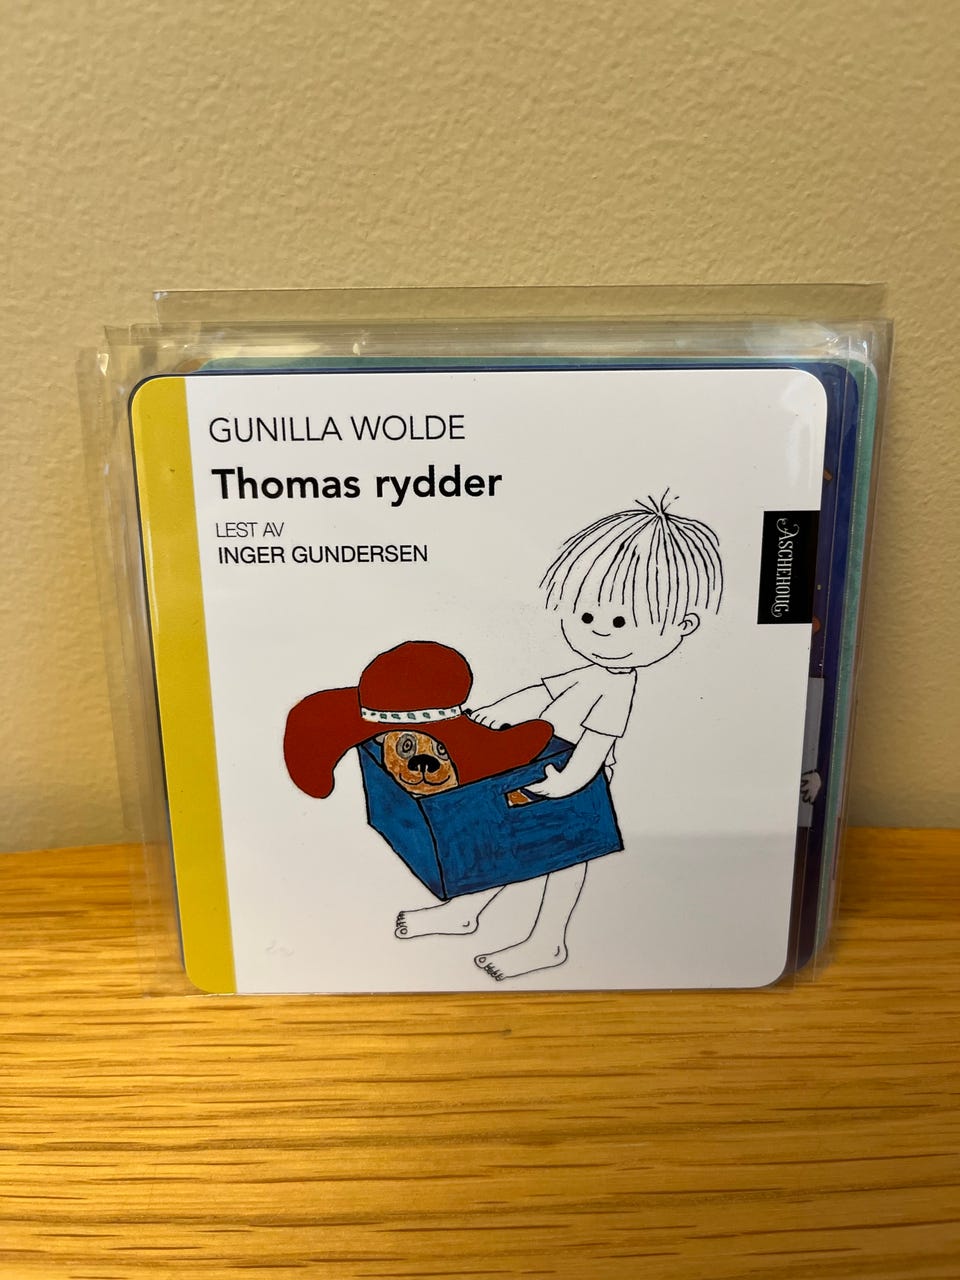 GUNILLA WOLDE
Thomas rydder
LEST AV
INGER GUNDERSEN
ASCHEHOUG